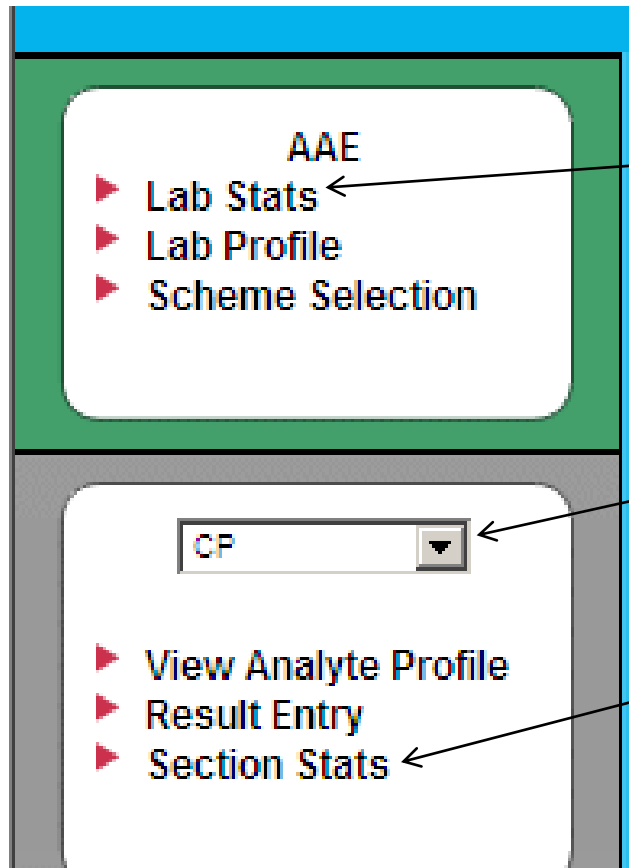 AAE
Lab Stats
Lab Profile
Scheme Selection
CP
View Analyte Profile
Result Entry
Section Stats